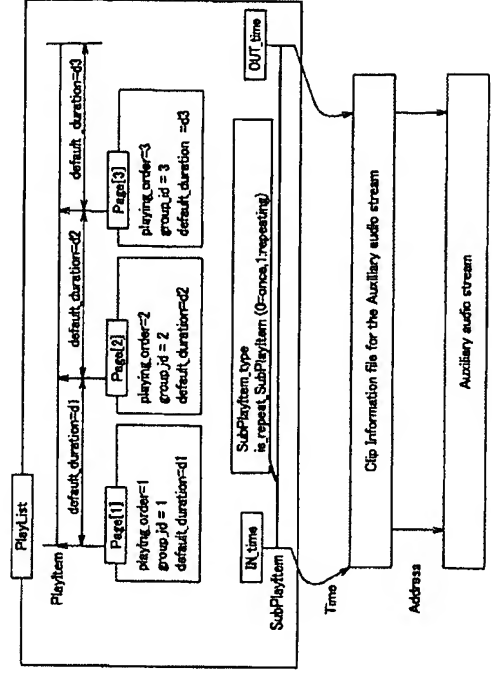 PlayList
PlayItem
default_duration=d1
default_duration=d2
default_duration=d3
Page[1]
playing_order=1
group_id = 1
default_duration=d1
Page[2]
playing_order=2
group_id = 2
default_duration=d2
Page[3]
playing_order=3
group_id = 3
default_duration =d3
SubPlayItem
IN_time
SubPlayItem_type
is_repeat_SubPlayItem (0=once,1:repeating)
OUT_time
Time
Clip Information file for the Auxiliary audio stream
Address
Auxiliary audio stream